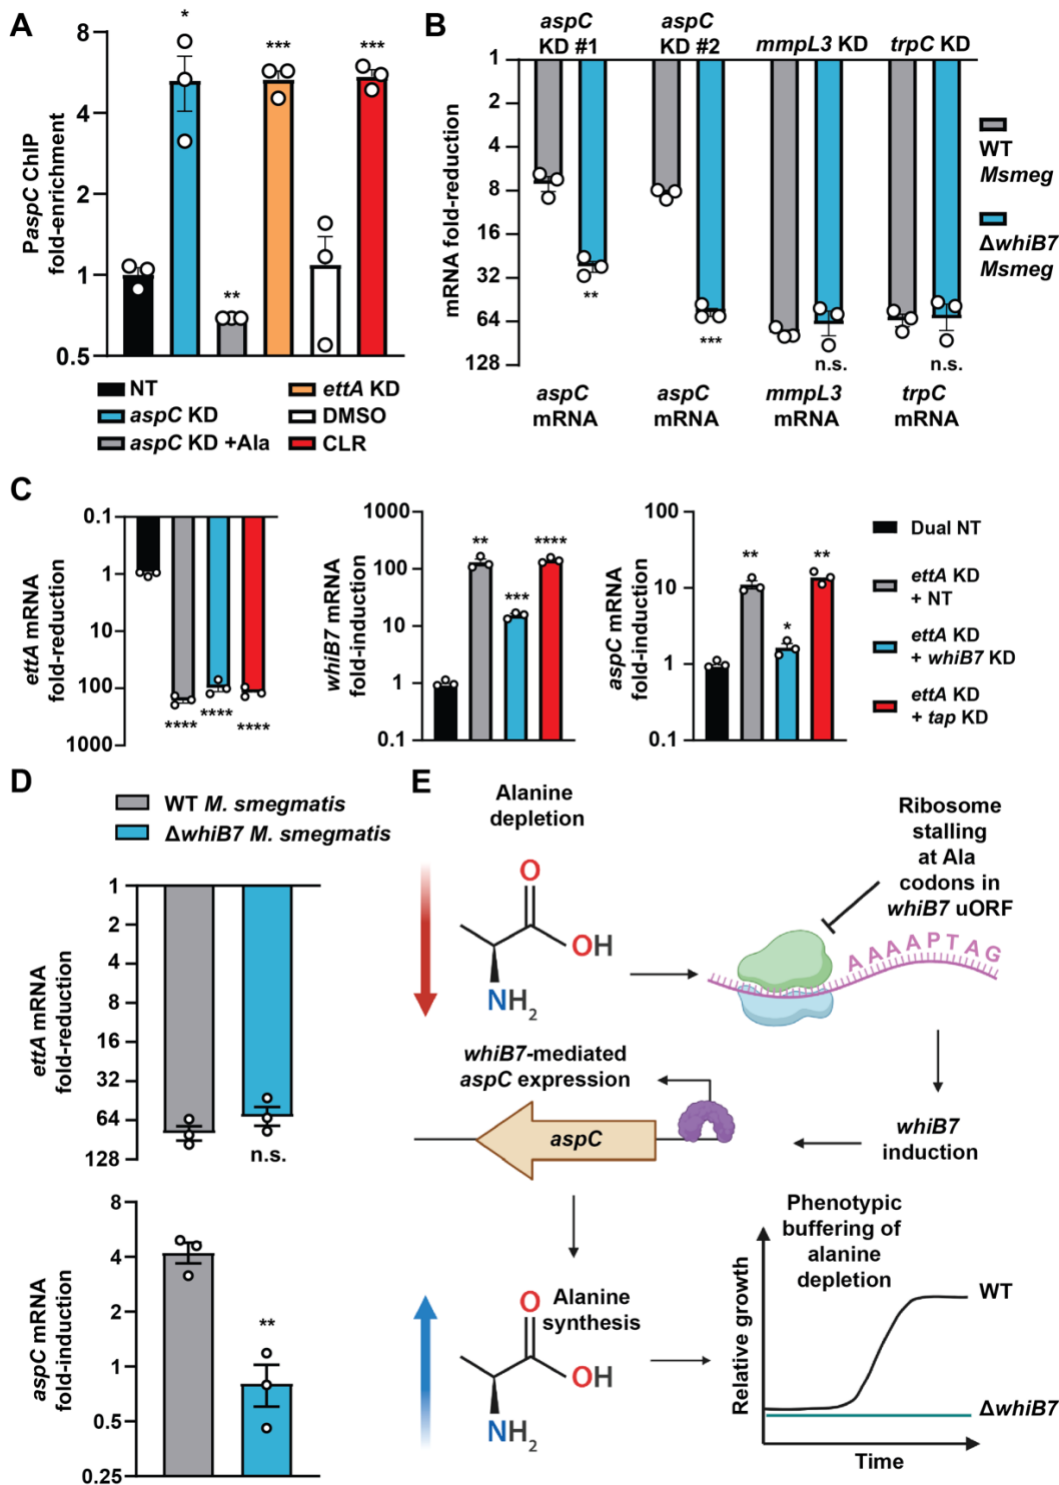 A
PaspC ChIP
fold-enrichment
8
4
2
1
0.5
*
**
***
***
NT
aspC KD
aspC KD +Ala
ettA KD
DMSO
CLR
B
aspC
KD #1
aspC
KD #2
mmpL3 KD
trpC KD
mRNA fold-reduction
1
2
4
8
16
32
64
128
**
***
n.s.
n.s.
aspC
mRNA
aspC
mRNA
mmpL3
mRNA
trpC
mRNA
WT
Msmeg
ΔwhiB7
Msmeg
C
ettA mRNA
fold-reduction
0.1
1
10
100
1000
****
****
****
whiB7 mRNA
fold-induction
1000
100
10
1
0.1
**
***
****
aspC mRNA
fold-induction
100
10
1
0.1
**
*
**
Dual NT
ettA KD
+ NT
ettA KD
+ whiB7 KD
ettA KD
+ tap KD
D
WT M. smegmatis
ΔwhiB7 M. smegmatis
ettA mRNA
fold-reduction
1
2
4
8
16
32
64
128
n.s.
aspC mRNA
fold-induction
8
4
2
1
0.5
0.25
**
E
Alanine
depletion
O
OH
NH2
Ribosome
stalling
at Ala
codons in
whiB7 uORF
AAAAPTAG
whiB7
induction
whiB7-mediated
aspC expression
aspC
Alanine
synthesis
O
OH
NH2
Phenotypic
buffering of
alanine
depletion
Relative growth
WT
ΔwhiB7
Time